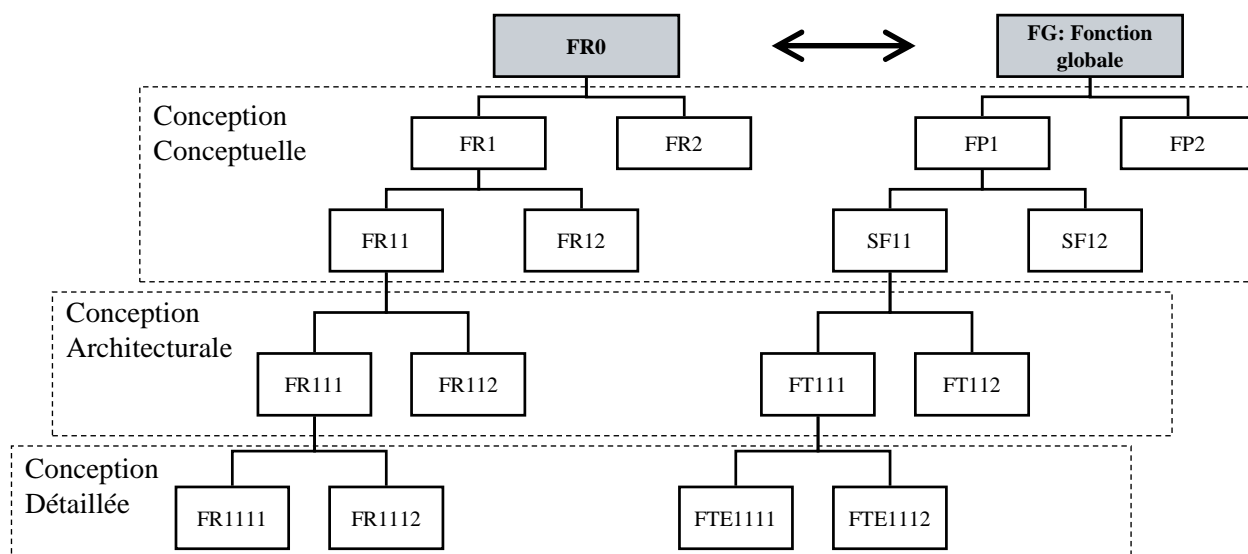 FR0
FG: Fonction
globale
Conception
Conceptuelle
FR1
FR2
FP1
FP2
FR11
FR12
SF11
SF12
Conception
Architecturale
FR111
FR112
FT111
FT112
Conception
Détaillée
FR1111
FR1112
FTE1111
FTE1112